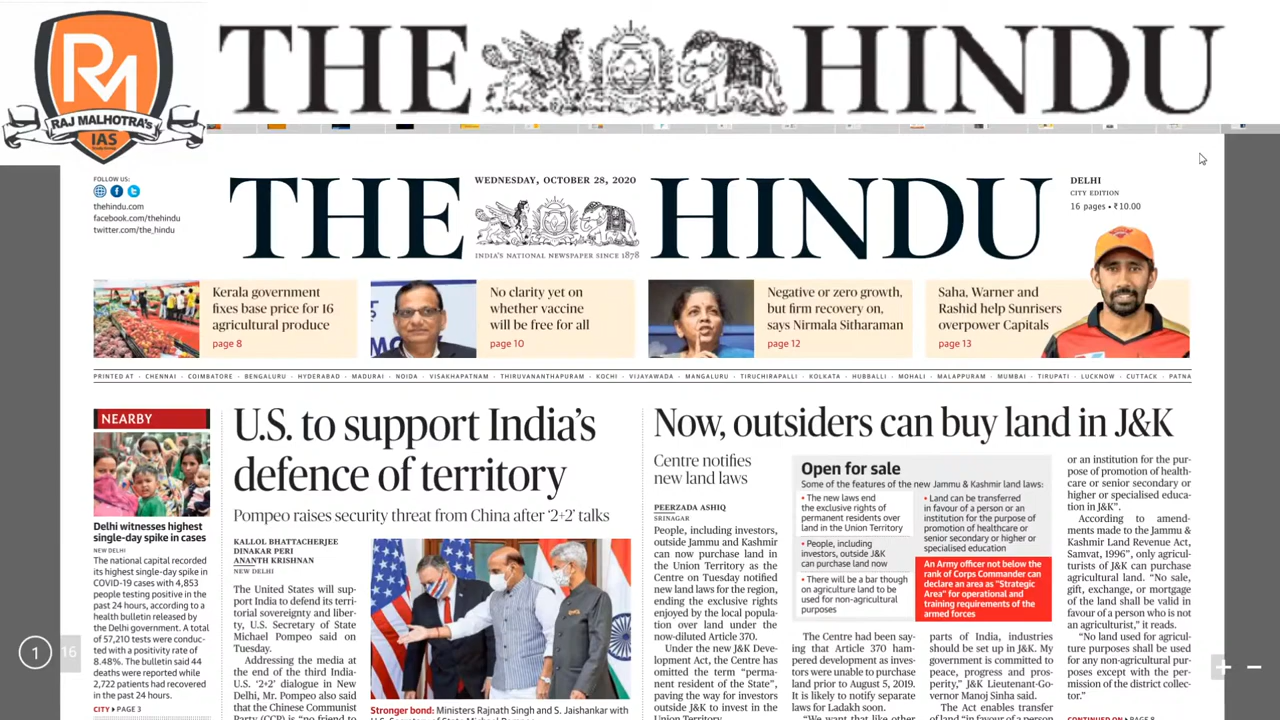 RM
RAJ MALHOTRA'S
IAS
THE HINDU
FOLLOW US:
thehindu.com
facebook.com/thehindu
twitter.com/the_hindu
WEDNESDAY, OCTOBER 28, 2020
THE HINDU
INDIA'S NATIONAL NEWSPAPER SINCE 1878
DELHI
CITY EDITION
16 pages • ₹10.00
Kerala government
fixes base price for 16
agricultural produce
page 8
No clarity yet on
whether vaccine
will be free for all
page 10
Negative or zero growth,
but firm recovery on,
says Nirmala Sitharaman
page 12
Saha, Warner and
Rashid help Sunrisers
overpower Capitals
page 13
PRINTED AT · CHENNAI · COIMBATORE · BENGALURU · HYDERABAD · MADURAI · NOIDA · VISAKHAPATNAM · THIRUVANANTHAPURAM · KOCHI · VIJAYAWADA · MANGALURU · TIRUCHIRAPALLI · KOLKATA · HUBBALLI · MOHALI · MALAPPURAM · MUMBAI · TIRUPATI · LUCKNOW · CUTTACK · PATNA
NEARBY
Delhi witnesses highest
single-day spike in cases
NEW DELHI
The national capital recorded
its highest single-day spike in
COVID-19 cases with 4,853
people testing positive in the
past 24 hours, according to a
health bulletin released by
the Delhi government. A total
of 57,210 tests were conduc-
ted with a positivity rate of
8.48%. The bulletin said 44
deaths were reported while
2,722 patients had recovered
in the past 24 hours.
CITY ▶ PAGE 3
U.S. to support India's
defence of territory
Pompeo raises security threat from China after '2+2' talks
KALLOL BHATTACHERJEE
DINAKAR PERI
ANANTH KRISHNAN
NEW DELHI
The United States will sup-
port India to defend its terri-
torial sovereignty and liber-
ty, U.S. Secretary of State
Michael Pompeo said on
Tuesday.
Addressing the media at
the end of the third India-
U.S. '2+2' dialogue in New
Delhi, Mr. Pompeo also said
that the Chinese Communist
Party (CCP) is "no friend to
Stronger bond: Ministers Rajnath Singh and S. Jaishankar with
U.S. Secretary of State Michael Pompeo
Now, outsiders can buy land in J&K
Centre notifies
new land laws
PEERZADA ASHIQ
SRINAGAR
People, including investors,
outside Jammu and Kashmir
can now purchase land in
the Union Territory as the
Centre on Tuesday notified
new land laws for the region,
ending the exclusive rights
enjoyed by the local popula-
tion over land under the
now-diluted Article 370.
Under the new J&K Deve-
lopment Act, the Centre has
omitted the term "perma-
nent resident of the State",
paving the way for investors
outside J&K to invest in the
Union Territory.
Open for sale
Some of the features of the new Jammu & Kashmir land laws:
• The new laws end
the exclusive rights of
permanent residents over
land in the Union Territory
• People, including
investors, outside J&K
can purchase land now
• There will be a bar though
on agriculture land to be
used for non-agricultural
purposes
• Land can be transferred
in favour of a person or an
institution for the purpose of
promotion of healthcare or
senior secondary or higher or
specialised education
An Army officer not below the
rank of Corps Commander can
declare an area as "Strategic
Area" for operational and
training requirements of the
armed forces
The Centre had been say-
ing that Article 370 ham-
pered development as inves-
tors were unable to purchase
land prior to August 5, 2019.
It is likely to notify separate
laws for Ladakh soon.
"We want that like other
parts of India, industries
should be set up in J&K. My
government is committed to
peace, progress and pros-
perity," J&K Lieutenant-Go-
vernor Manoj Sinha said.
The Act enables transfer
of land "in favour of a person
or an institution for the pur-
pose of promotion of health-
care or senior secondary or
higher or specialised educa-
tion in J&K".
According to amend-
ments made to the Jammu &
Kashmir Land Revenue Act,
Samvat, 1996", only agricul-
turists of J&K can purchase
agricultural land. "No sale,
gift, exchange, or mortgage
of the land shall be valid in
favour of a person who is not
an agriculturist," it reads.
"No land used for agricul-
ture purposes shall be used
for any non-agricultural pur-
poses except with the per-
mission of the district collec-
tor."
CONTINUED ON ▶ PAGE 8
1
16